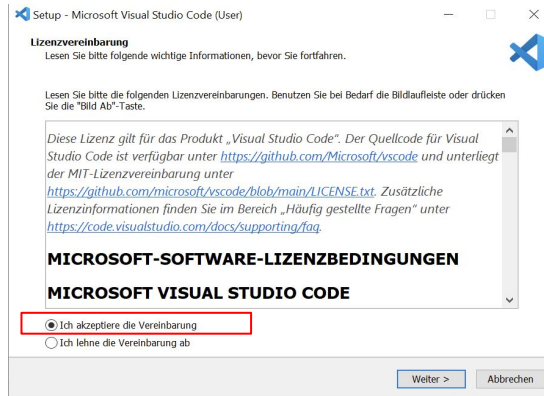 Setup - Microsoft Visual Studio Code (User)
Lizenzvereinbarung
Lesen Sie bitte folgende wichtige Informationen, bevor Sie fortfahren.
Lesen Sie bitte die folgenden Lizenzvereinbarungen. Benutzen Sie bei Bedarf die Bildlaufleiste oder drücken
Sie die "Bild Ab"-Taste.
Diese Lizenz gilt für das Produkt „Visual Studio Code“. Der Quellcode für Visual
Studio Code ist verfügbar unter https://github.com/Microsoft/vscode und unterliegt
der MIT-Lizenzvereinbarung unter
https://github.com/microsoft/vscode/blob/main/LICENSE.txt. Zusätzliche
Lizenzinformationen finden Sie im Bereich „Häufig gestellte Fragen“ unter
https://code.visualstudio.com/docs/supporting/faq.
MICROSOFT-SOFTWARE-LIZENZBEDINGUNGEN
MICROSOFT VISUAL STUDIO CODE
Ich akzeptiere die Vereinbarung
Ich lehne die Vereinbarung ab
Weiter > Abbrechen